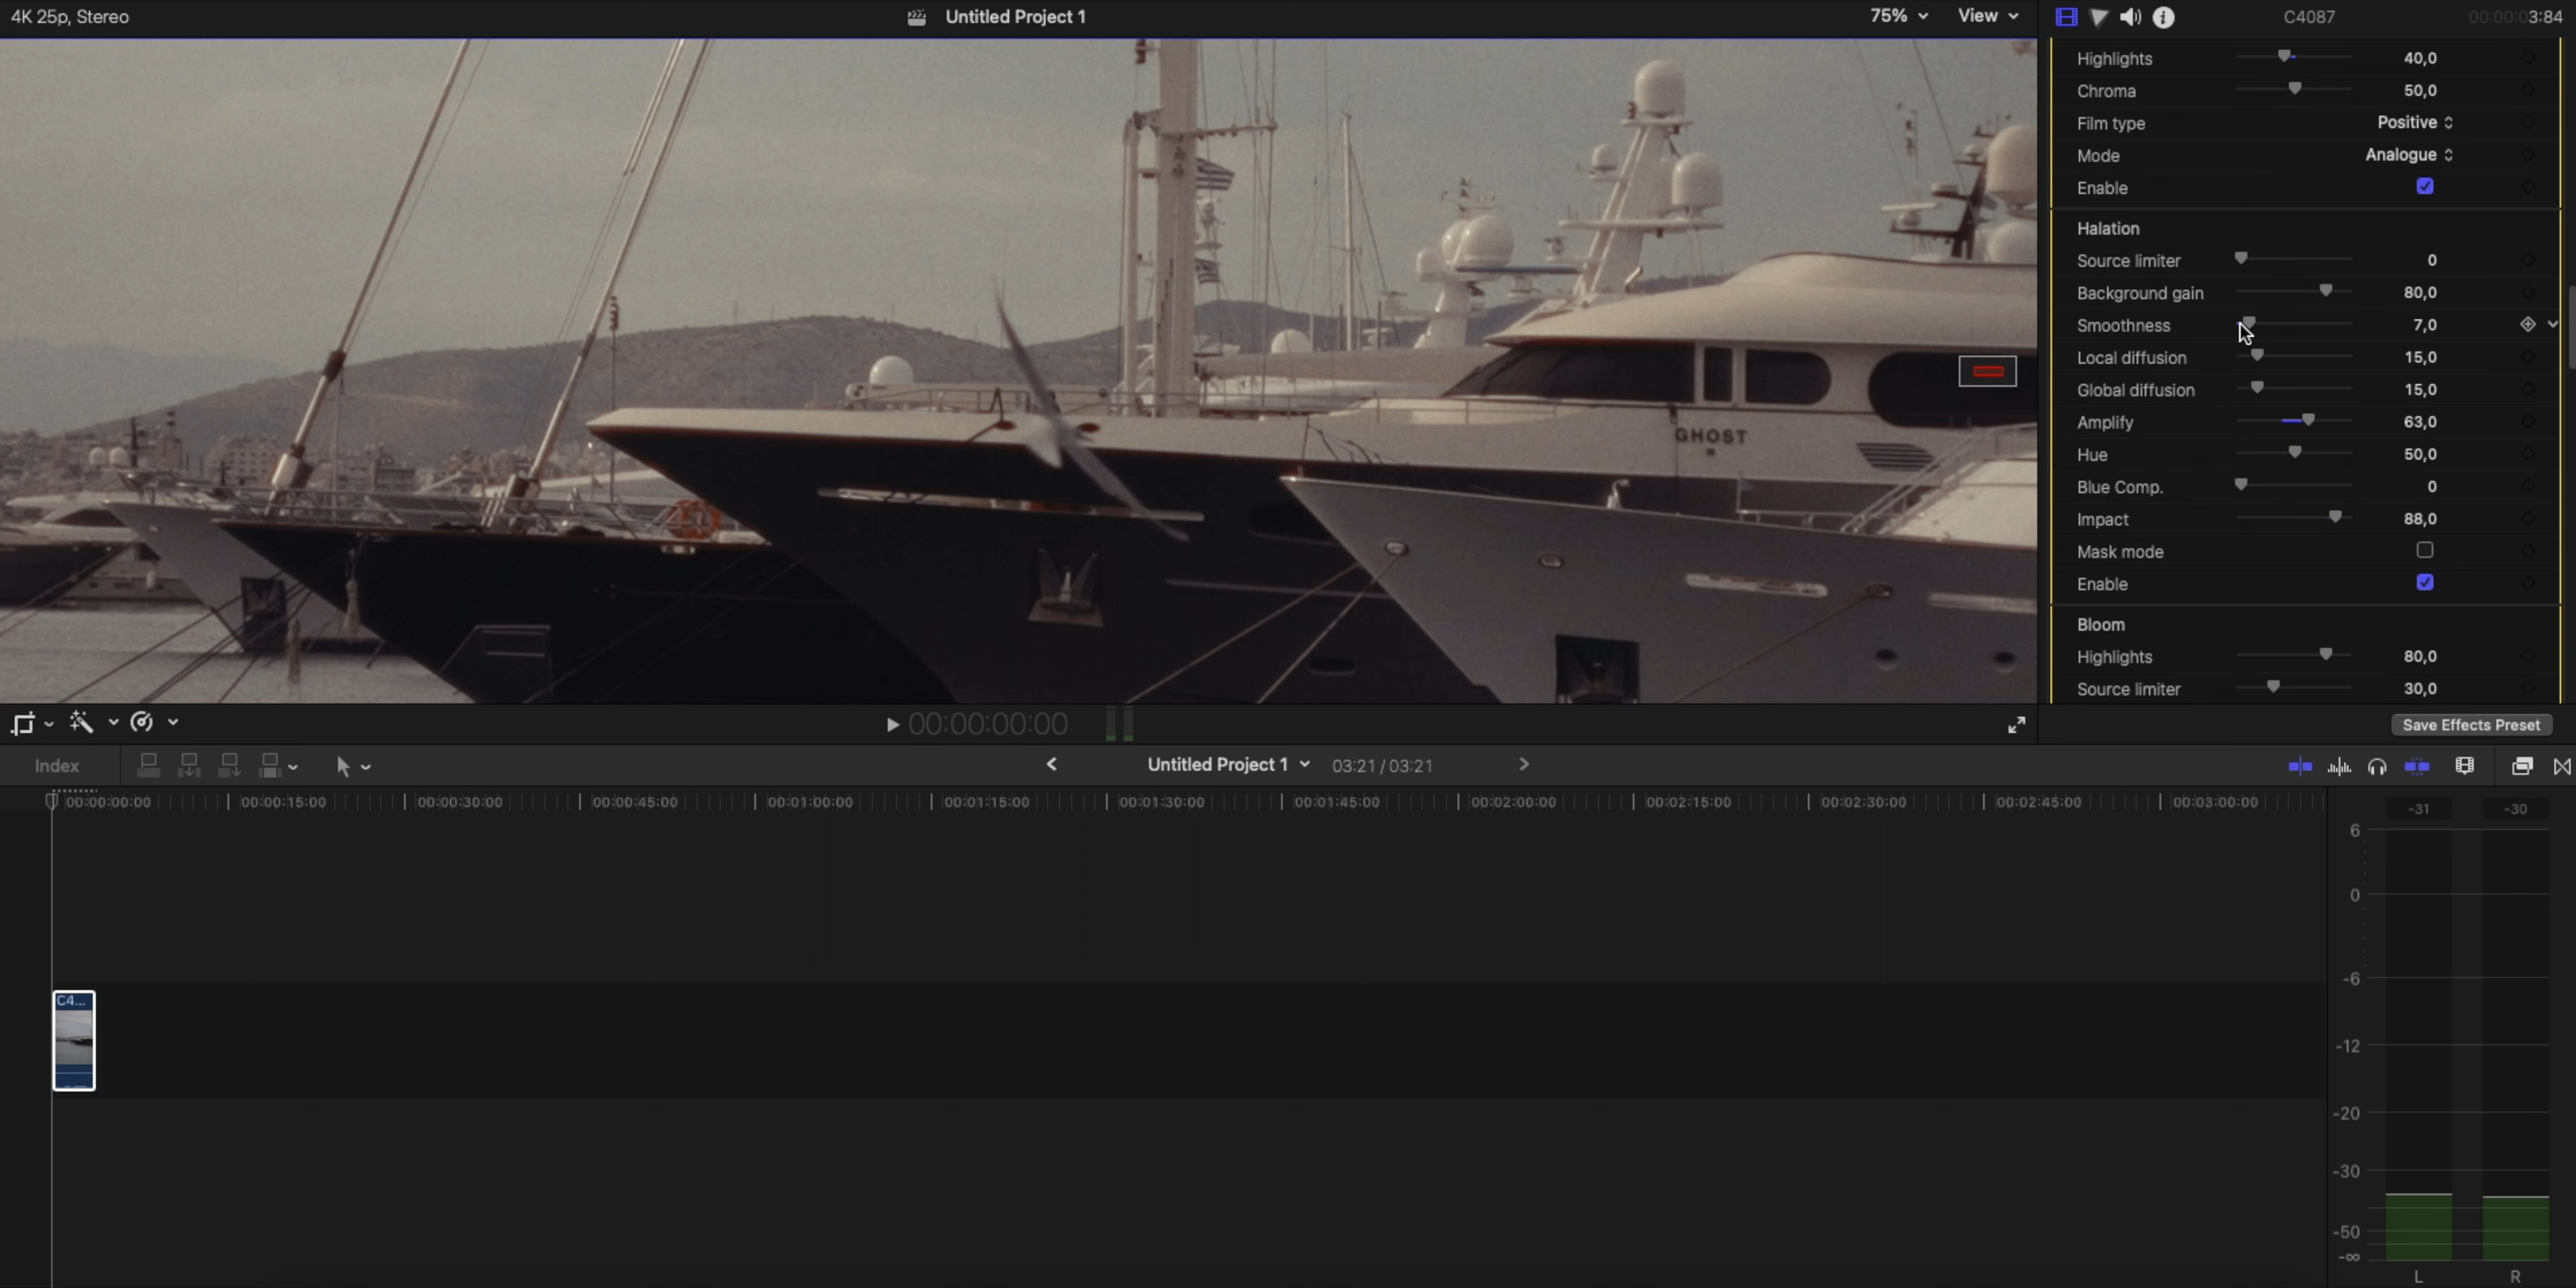 4K 25p, Stereo
Untitled Project 1
75%
View
C4087
00:00:03:84
Highlights 40,0
Chroma 50,0
Film type Positive
Mode Analogue
Enable
Halation
Source limiter 0
Background gain 80,0
Smoothness 7,0
Local diffusion 15,0
Global diffusion 15,0
Amplify 63,0
Hue 50,0
Blue Comp. 0
Impact 88,0
Mask mode
Enable
Bloom
Highlights 80,0
Source limiter 30,0
GHOST
00:00:00:00
Save Effects Preset
Index
Untitled Project 1
03:21 / 03:21
00:00:00:00
00:00:15:00
00:00:30:00
00:00:45:00
00:01:00:00
00:01:15:00
00:01:30:00
00:01:45:00
00:02:00:00
00:02:15:00
00:02:30:00
00:02:45:00
00:03:00:00
C4...
-31
-30
6
0
-6
-12
-20
-30
-50
-∞
L
R